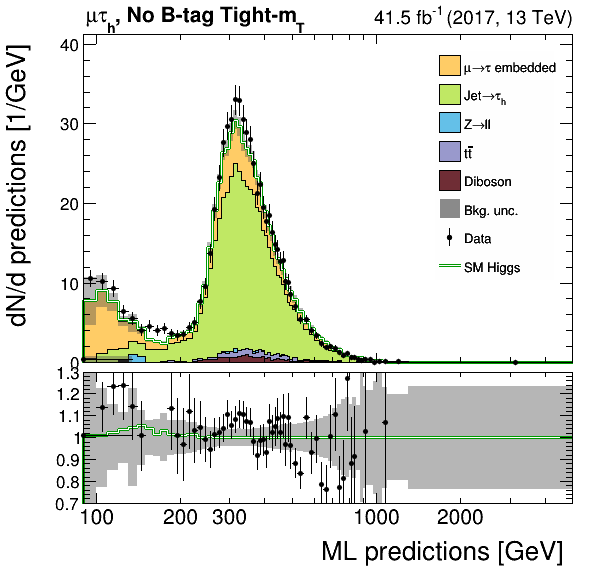 μτh, No B-tag Tight-mT
41.5 fb⁻¹ (2017, 13 TeV)
dN/d predictions [1/GeV]
40
30
20
10
0
μ→τ embedded
Jet→τh
Z→ll
tt̄
Diboson
Bkg. unc.
Data
SM Higgs
1.3
1.2
1.1
1
0.9
0.8
0.7
100 200 300 1000 2000
ML predictions [GeV]